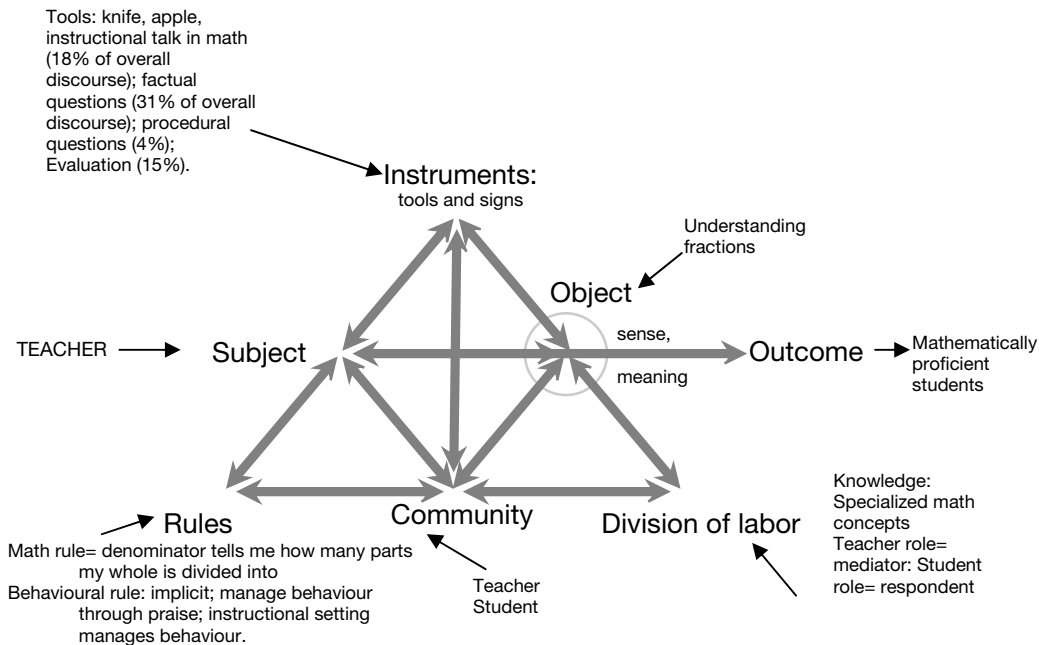 Tools: knife, apple,
instructional talk in math
(18% of overall
discourse); factual
questions (31% of overall
discourse); procedural
questions (4%);
Evaluation (15%).
Instruments:
tools and signs
Understanding
fractions
Object
TEACHER
Subject
sense,
meaning
Outcome
Mathematically
proficient
students
Rules
Math rule= denominator tells me how many parts
my whole is divided into
Behavioural rule: implicit; manage behaviour
through praise; instructional setting
manages behaviour.
Community
Teacher
Student
Division of labor
Knowledge:
Specialized math
concepts
Teacher role=
mediator: Student
role= respondent